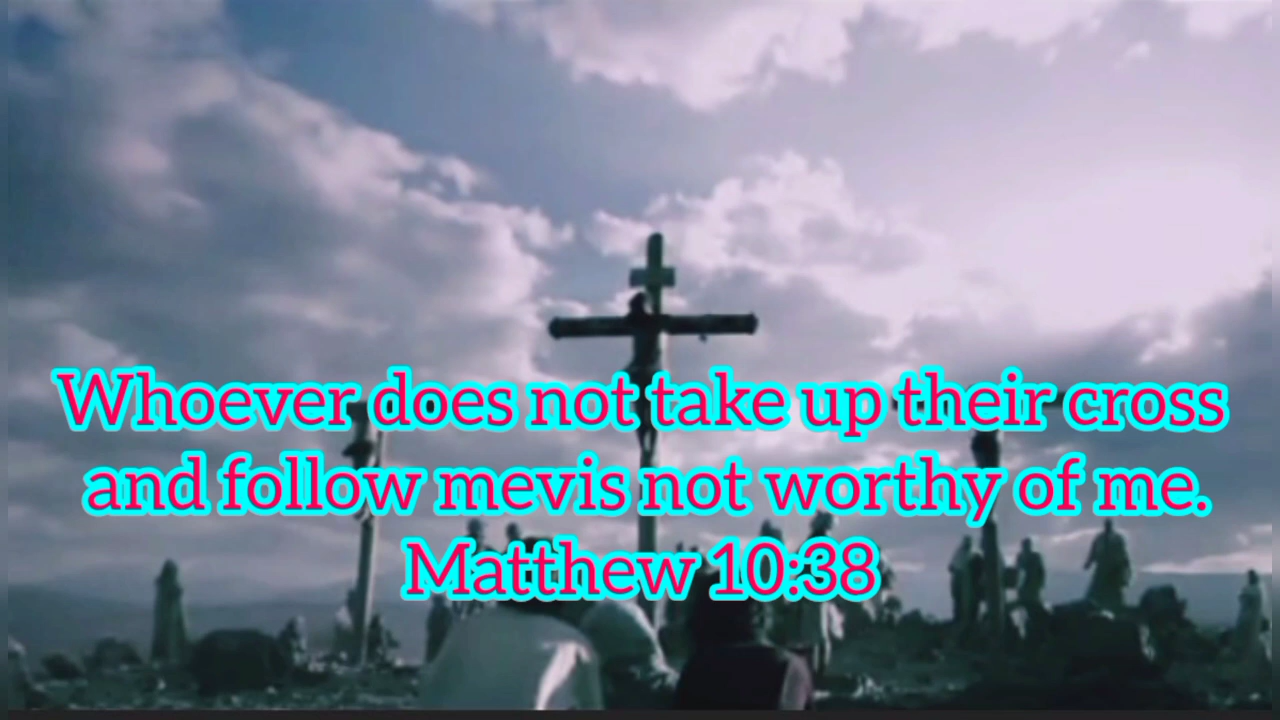 Whoever does not take up their cross
and follow mevis not worthy of me.
Matthew 10:38